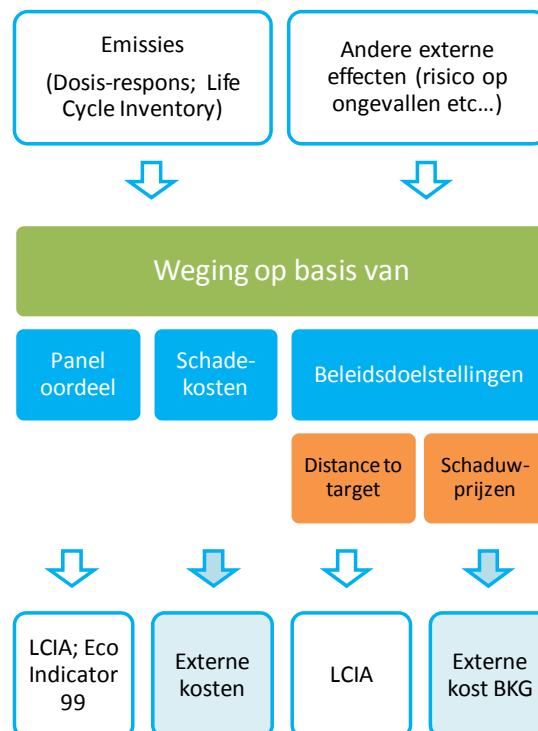 Emissies
(Dosis-respons; Life
Cycle Inventory)
Andere externe
effecten (risico op
ongevallen etc…)
Weging op basis van
Panel
oordeel
Schade-
kosten
Beleidsdoelstellingen
Distance to
target
Schaduw-
prijzen
LCIA; Eco
Indicator
99
Externe
kosten
LCIA
Externe
kost BKG